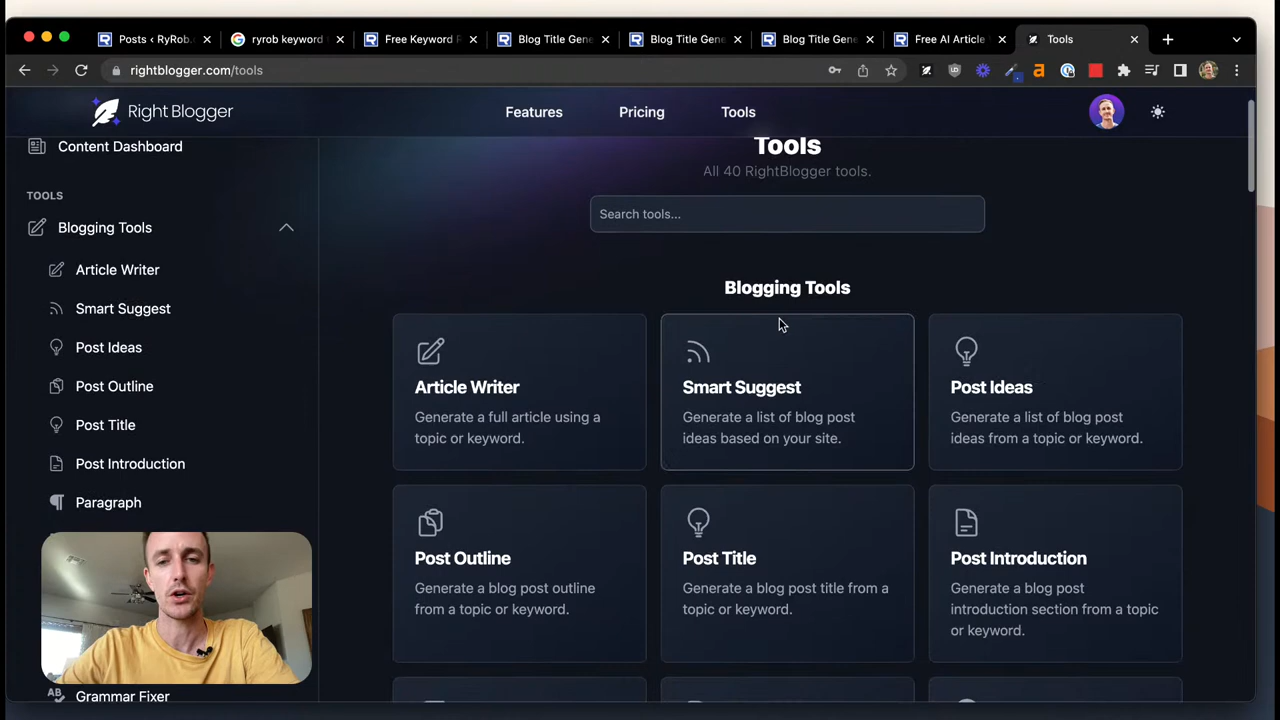 Posts ‹ RyRob.
ryrob keyword
Free Keyword R
Blog Title Gene
Blog Title Gene
Blog Title Gene
Free AI Article
Tools
rightblogger.com/tools
Right Blogger
Features
Pricing
Tools
Content Dashboard
TOOLS
Blogging Tools
Article Writer
Smart Suggest
Post Ideas
Post Outline
Post Title
Post Introduction
Paragraph
Grammar Fixer
Tools
All 40 RightBlogger tools.
Search tools...
Blogging Tools
Article Writer
Generate a full article using a
topic or keyword.
Smart Suggest
Generate a list of blog post
ideas based on your site.
Post Ideas
Generate a list of blog post
ideas from a topic or keyword.
Post Outline
Generate a blog post outline
from a topic or keyword.
Post Title
Generate a blog post title from a
topic or keyword.
Post Introduction
Generate a blog post
introduction section from a topic
or keyword.